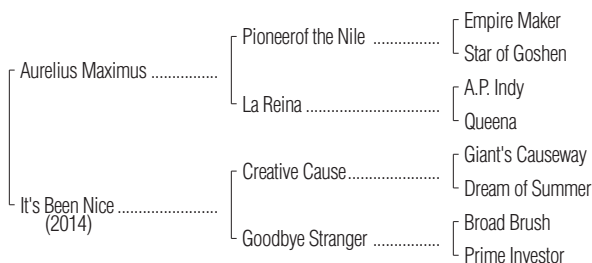 Empire Maker
Pioneerof the Nile ................
Star of Goshen
Aurelius Maximus ................
A.P. Indy
La Reina ................................
Queena
Giant's Causeway
Creative Cause......................
Dream of Summer
It's Been Nice ........................
(2014)
Broad Brush
Goodbye Stranger ................
Prime Investor